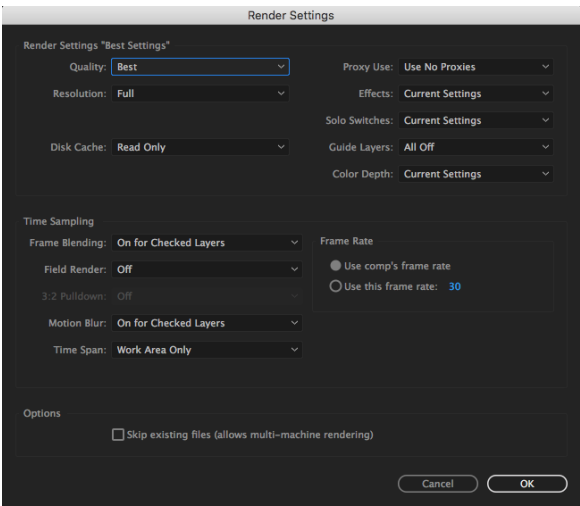 Render Settings
Render Settings "Best Settings"
Quality: Best
Proxy Use: Use No Proxies
Resolution: Full
Effects: Current Settings
Solo Switches: Current Settings
Disk Cache: Read Only
Guide Layers: All Off
Color Depth: Current Settings
Time Sampling
Frame Blending: On for Checked Layers
Frame Rate
Field Render: Off
Use comp's frame rate
3:2 Pulldown: Off
Use this frame rate: 30
Motion Blur: On for Checked Layers
Time Span: Work Area Only
Options
Skip existing files (allows multi-machine rendering)
Cancel
OK